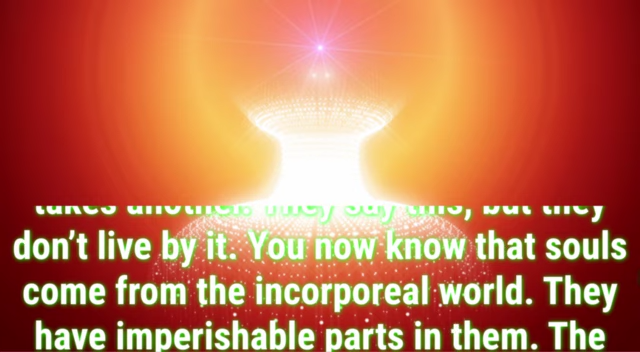 takes another. They say this, but they
don’t live by it. You now know that souls
come from the incorporeal world. They
have imperishable parts in them. The